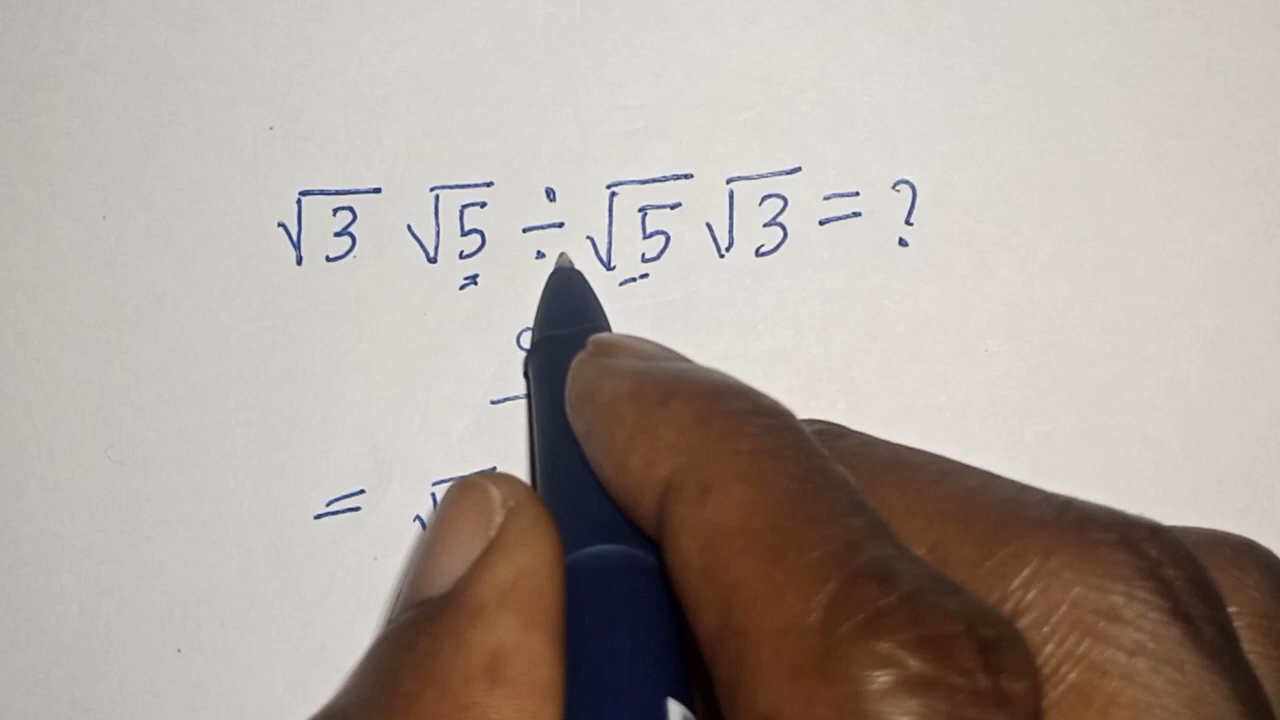 √3 √5 ÷ √5 √3 = ?
= √